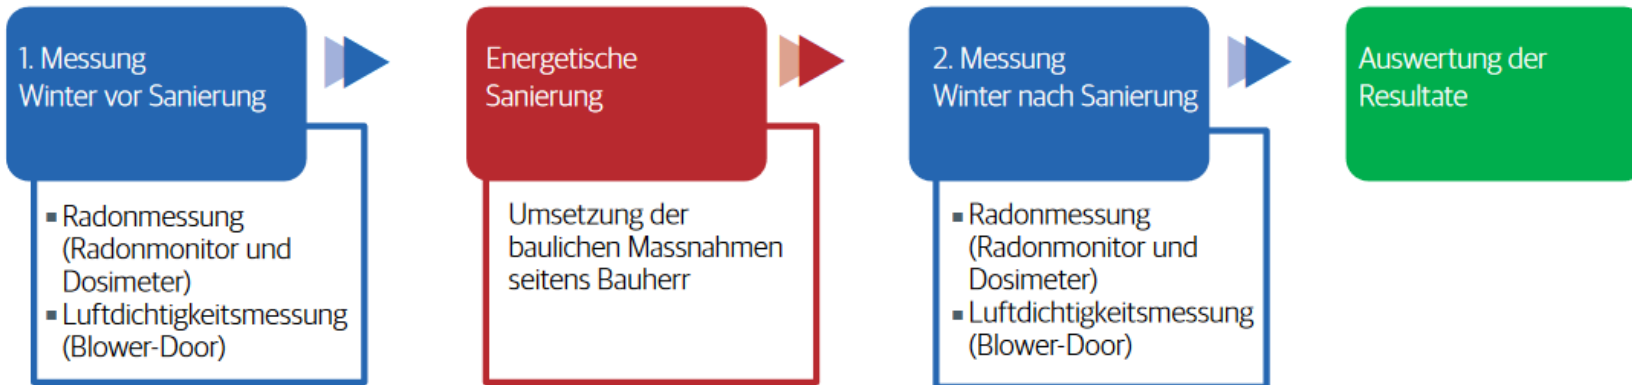 1. Messung
Winter vor Sanierung
▪ Radonmessung
(Radonmonitor und
Dosimeter)
▪ Luftdichtigkeitsmessung
(Blower-Door)
Energetische
Sanierung
Umsetzung der
baulichen Massnahmen
seitens Bauherr
2. Messung
Winter nach Sanierung
▪ Radonmessung
(Radonmonitor und
Dosimeter)
▪ Luftdichtigkeitsmessung
(Blower-Door)
Auswertung der
Resultate